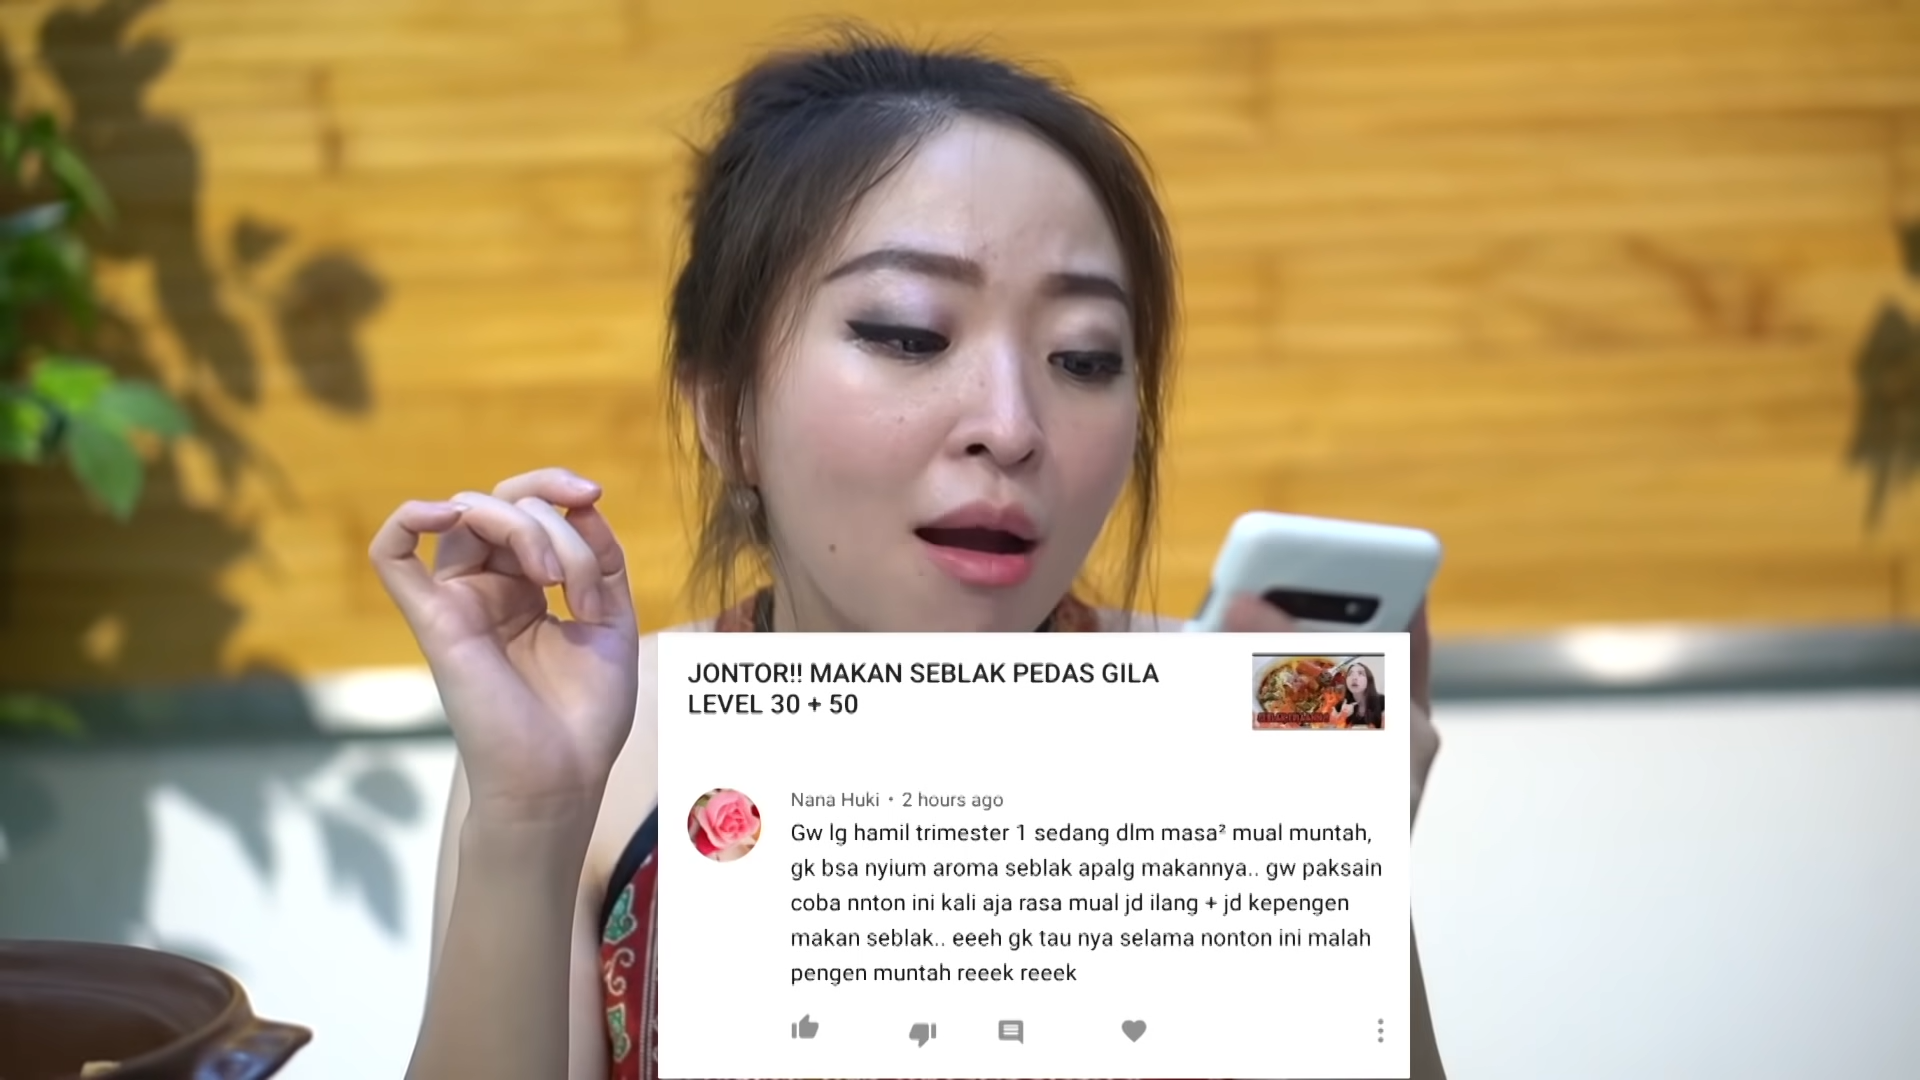 JONTOR!! MAKAN SEBLAK PEDAS GILA
LEVEL 30 + 50
Nana Huki • 2 hours ago
Gw lg hamil trimester 1 sedang dlm masa² mual muntah,
gk bsa nyium aroma seblak apalg makannya.. gw paksain
coba nnton ini kali aja rasa mual jd ilang + jd kepengen
makan seblak.. eeeh gk tau nya selama nonton ini malah
pengen muntah reeek reeek